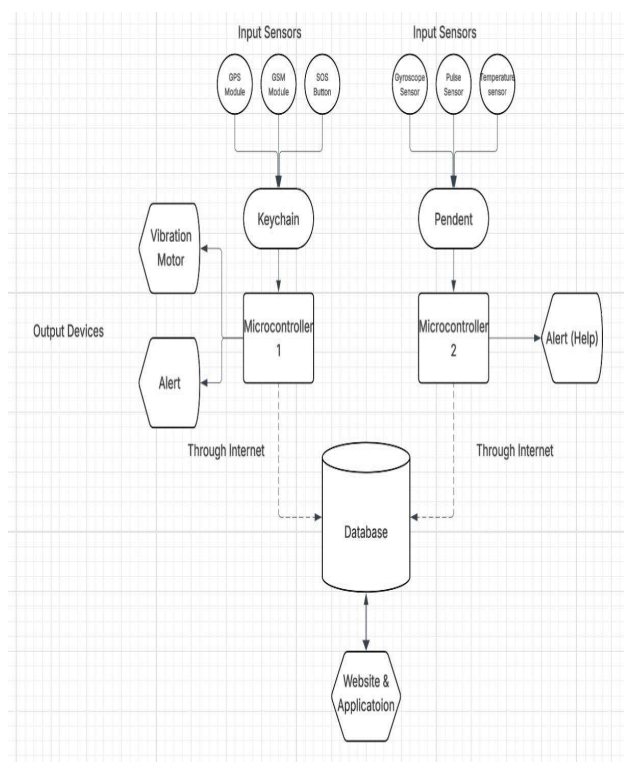 Input Sensors
Input Sensors
GPS
Module
GSM
Module
SOS
Button
Gyroscope
Sensor
Pulse
Sensor
Temperature
sensor
Keychain
Pendent
Vibration
Motor
Output Devices
Microcontroller
1
Microcontroller
2
Alert (Help)
Alert
Through Internet
Through Internet
Database
Website &
Applicatoion